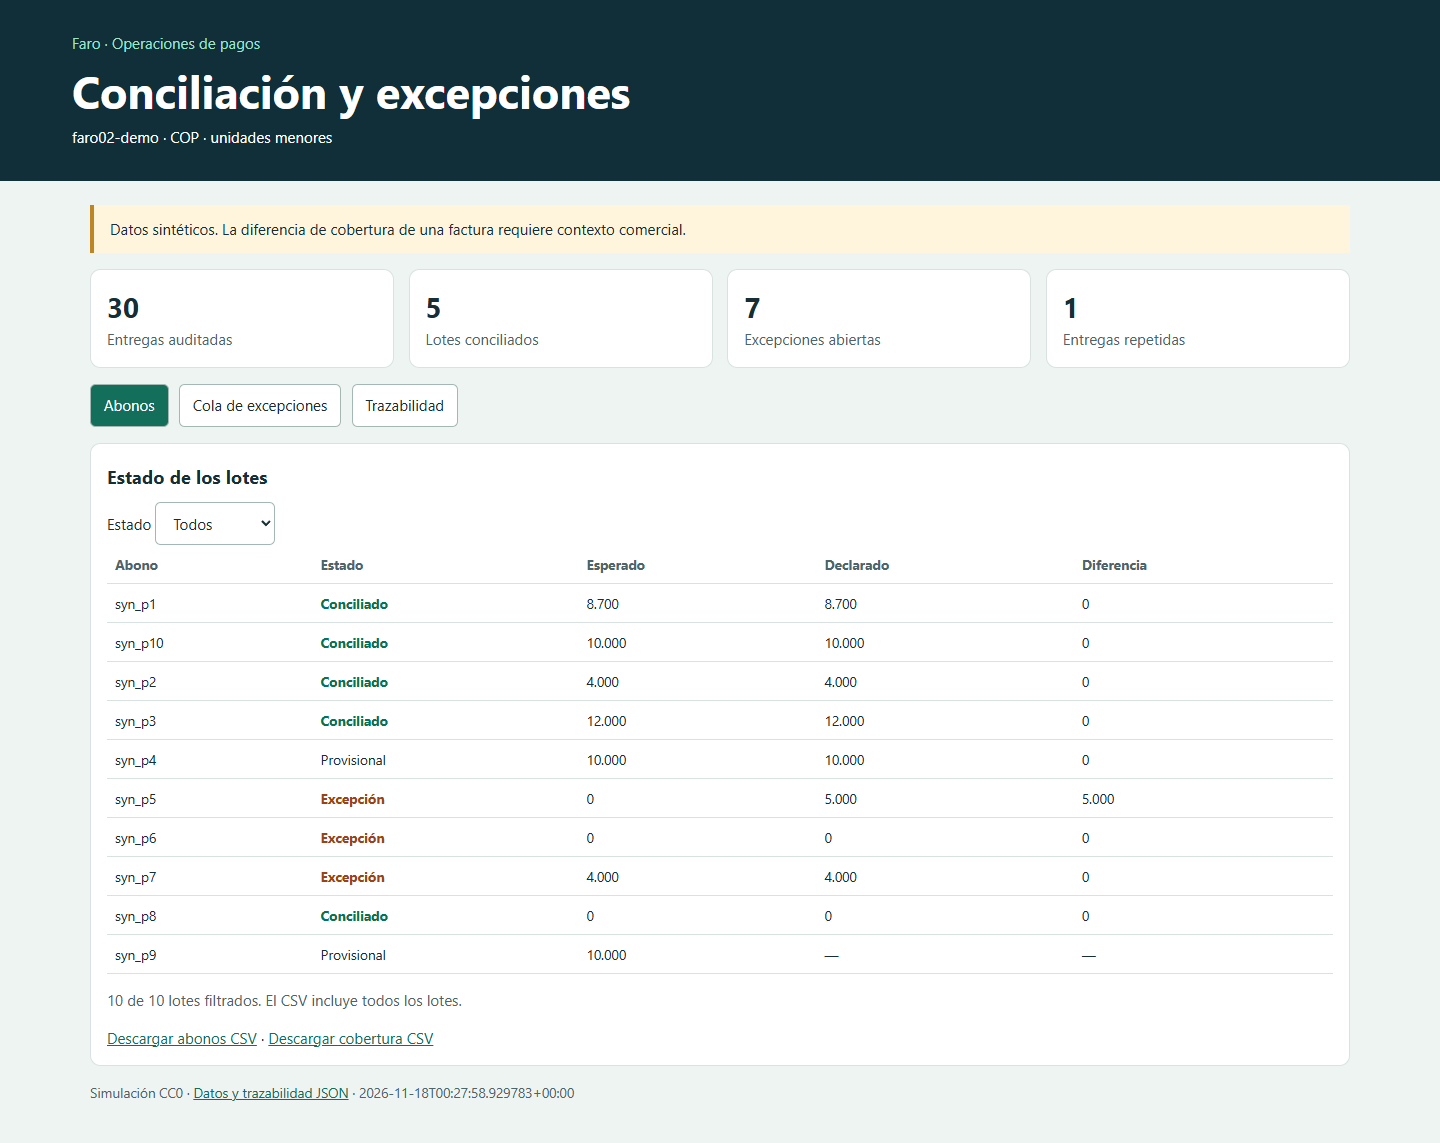 Faro · Operaciones de pagos
Conciliación y excepciones
faro02-demo · COP · unidades menores
Datos sintéticos. La diferencia de cobertura de una factura requiere contexto comercial.
30
Entregas auditadas
5
Lotes conciliados
7
Excepciones abiertas
1
Entregas repetidas
Abonos
Cola de excepciones
Trazabilidad
Estado de los lotes
Estado Todos
Abono Estado Esperado Declarado Diferencia
syn_p1 Conciliado 8.700 8.700 0
syn_p10 Conciliado 10.000 10.000 0
syn_p2 Conciliado 4.000 4.000 0
syn_p3 Conciliado 12.000 12.000 0
syn_p4 Provisional 10.000 10.000 0
syn_p5 Excepción 0 5.000 5.000
syn_p6 Excepción 0 0 0
syn_p7 Excepción 4.000 4.000 0
syn_p8 Conciliado 0 0 0
syn_p9 Provisional 10.000 — —
10 de 10 lotes filtrados. El CSV incluye todos los lotes.
Descargar abonos CSV · Descargar cobertura CSV
Simulación CC0 · Datos y trazabilidad JSON · 2026-11-18T00:27:58.929783+00:00